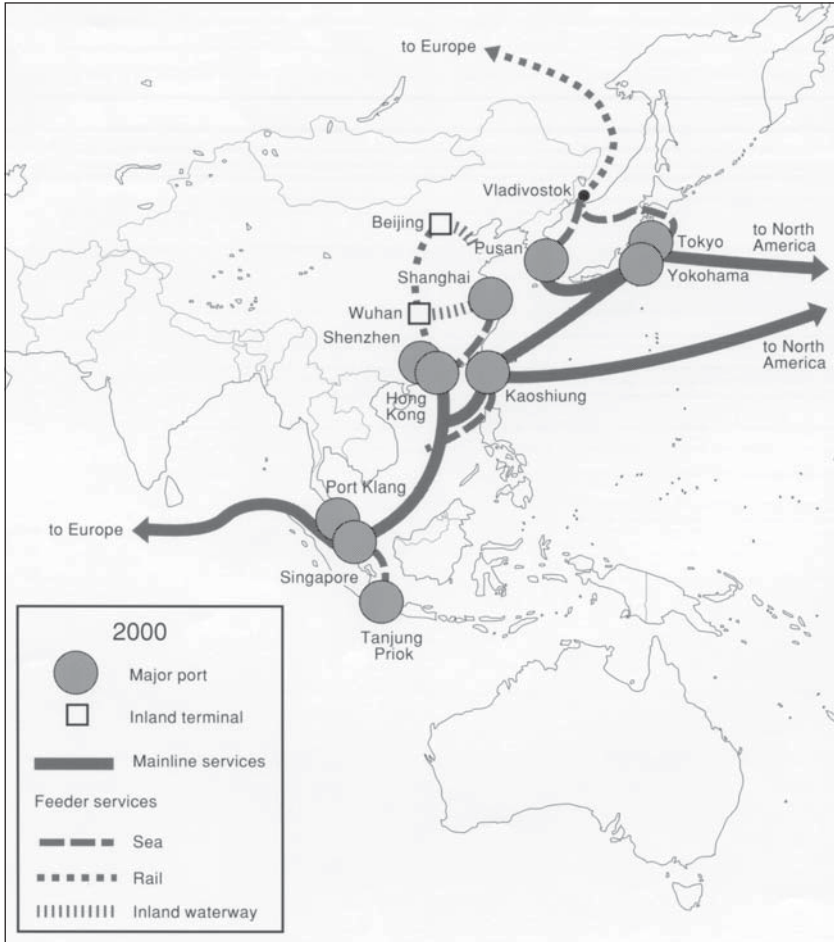 to Europe
Vladivostok
Beijing
Pusan
Tokyo
to North
America
Shanghai
Yokohama
Wuhan
Shenzhen
to North
America
Hong
Kong
Kaoshiung
Port Klang
to Europe
Singapore
Tanjung
Priok
2000
Major port
Inland terminal
Mainline services
Feeder services
Sea
Rail
Inland waterway